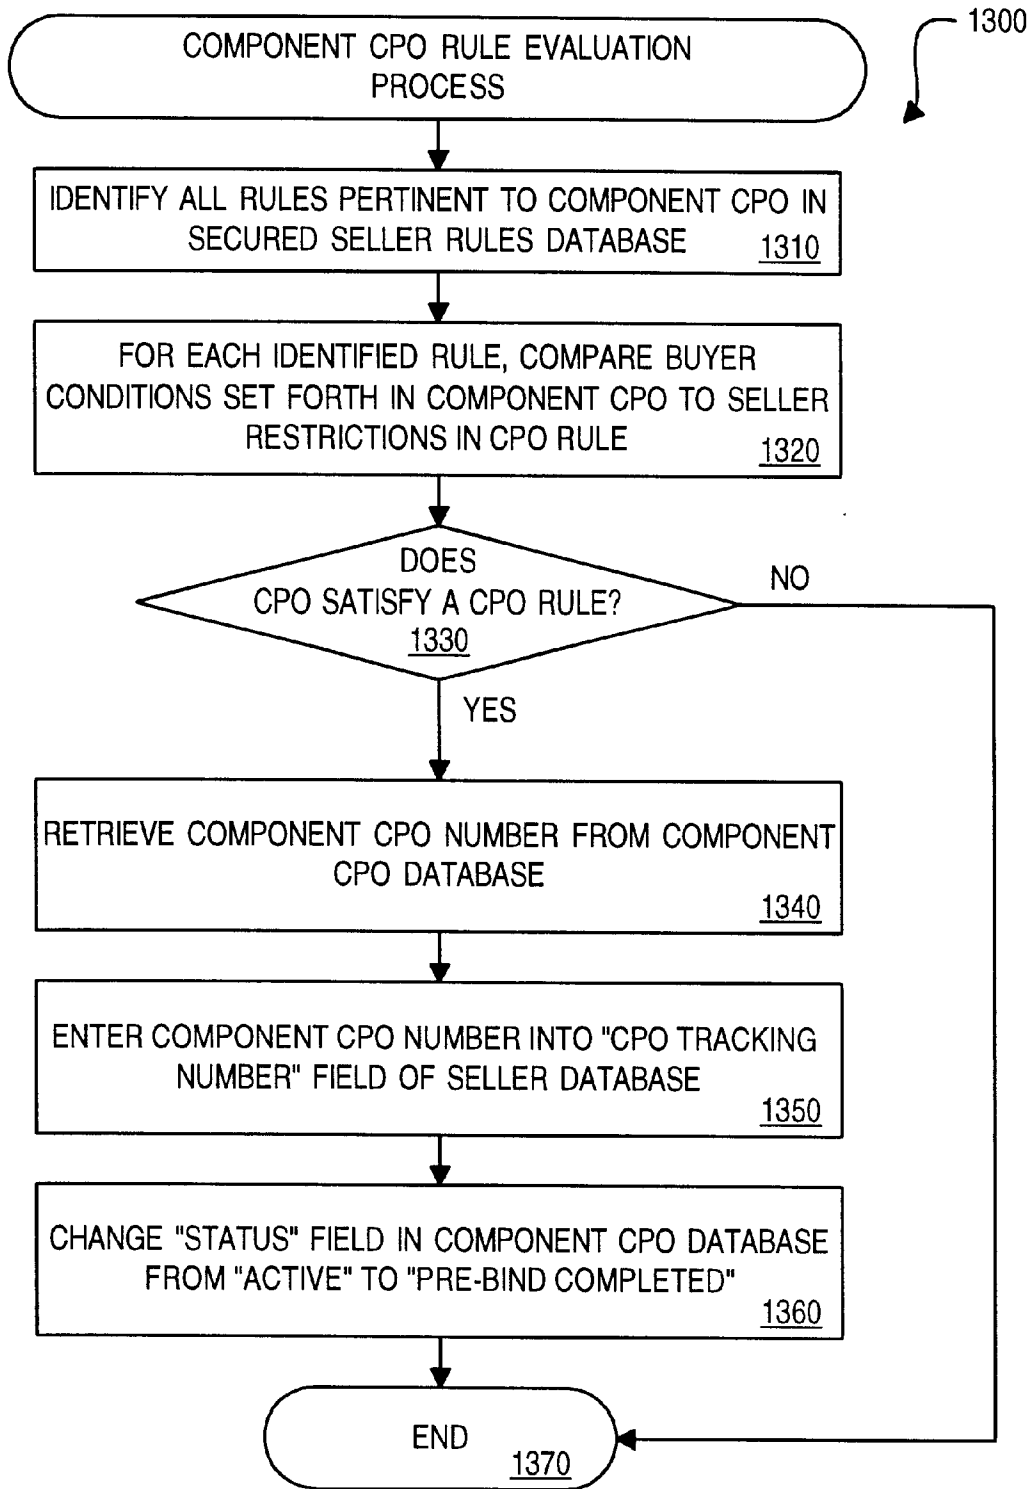 1300
COMPONENT CPO RULE EVALUATION
PROCESS
IDENTIFY ALL RULES PERTINENT TO COMPONENT CPO IN
SECURED SELLER RULES DATABASE
1310
FOR EACH IDENTIFIED RULE, COMPARE BUYER
CONDITIONS SET FORTH IN COMPONENT CPO TO SELLER
RESTRICTIONS IN CPO RULE
1320
DOES
CPO SATISFY A CPO RULE?
1330
NO
YES
RETRIEVE COMPONENT CPO NUMBER FROM COMPONENT
CPO DATABASE
1340
ENTER COMPONENT CPO NUMBER INTO "CPO TRACKING
NUMBER" FIELD OF SELLER DATABASE
1350
CHANGE "STATUS" FIELD IN COMPONENT CPO DATABASE
FROM "ACTIVE" TO "PRE-BIND COMPLETED"
1360
END
1370